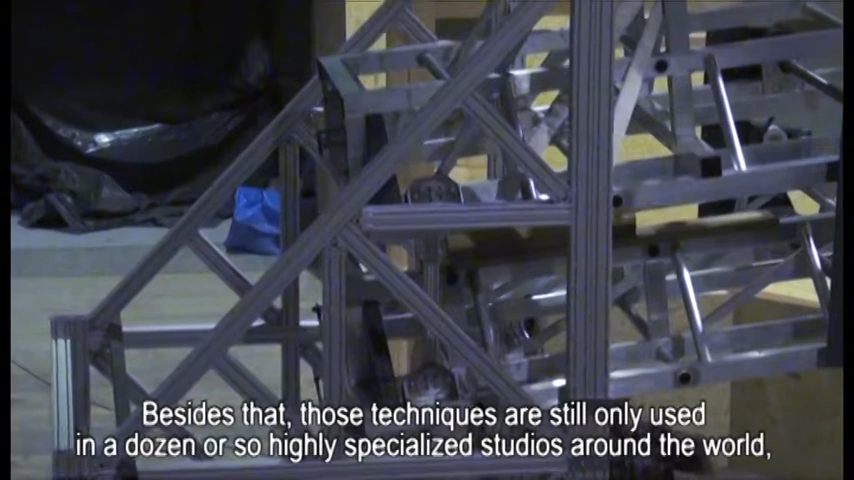 Besides that, those techniques are still only used
in a dozen or so highly specialized studios around the world,